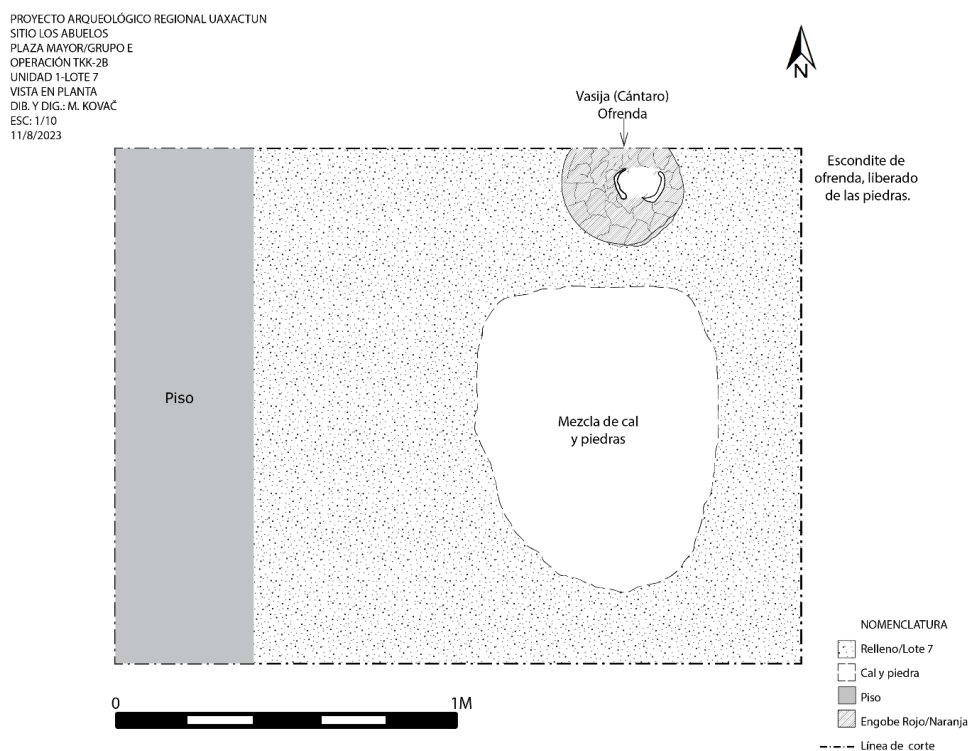 PROYECTO ARQUEOLÓGICO REGIONAL UAXACTUN
SITIO LOS ABUELOS
PLAZA MAYOR/GRUPO E
OPERACIÓN TKK-2B
UNIDAD 1-LOTE 7
VISTA EN PLANTA
DIB. Y DIG.: M. KOVAČ
ESC: 1/10
11/8/2023
N
Vasija (Cántaro)
Ofrenda
Escondite de
ofrenda, liberado
de las piedras.
Piso
Mezcla de cal
y piedras
NOMENCLATURA
Relleno/Lote 7
Cal y piedra
Piso
Engobe Rojo/Naranja
Línea de corte
0 1M